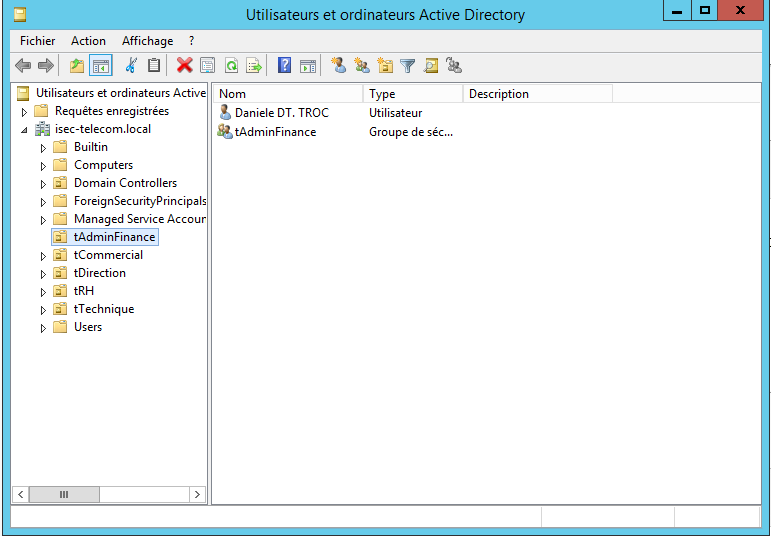 Utilisateurs et ordinateurs Active Directory
Fichier Action Affichage ?
Utilisateurs et ordinateurs Active
Requêtes enregistrées
isec-telecom.local
Builtin
Computers
Domain Controllers
ForeignSecurityPrincipals
Managed Service Accour
tAdminFinance
tCommercial
tDirection
tRH
tTechnique
Users
Nom Type Description
Daniele DT. TROC Utilisateur
tAdminFinance Groupe de séc...